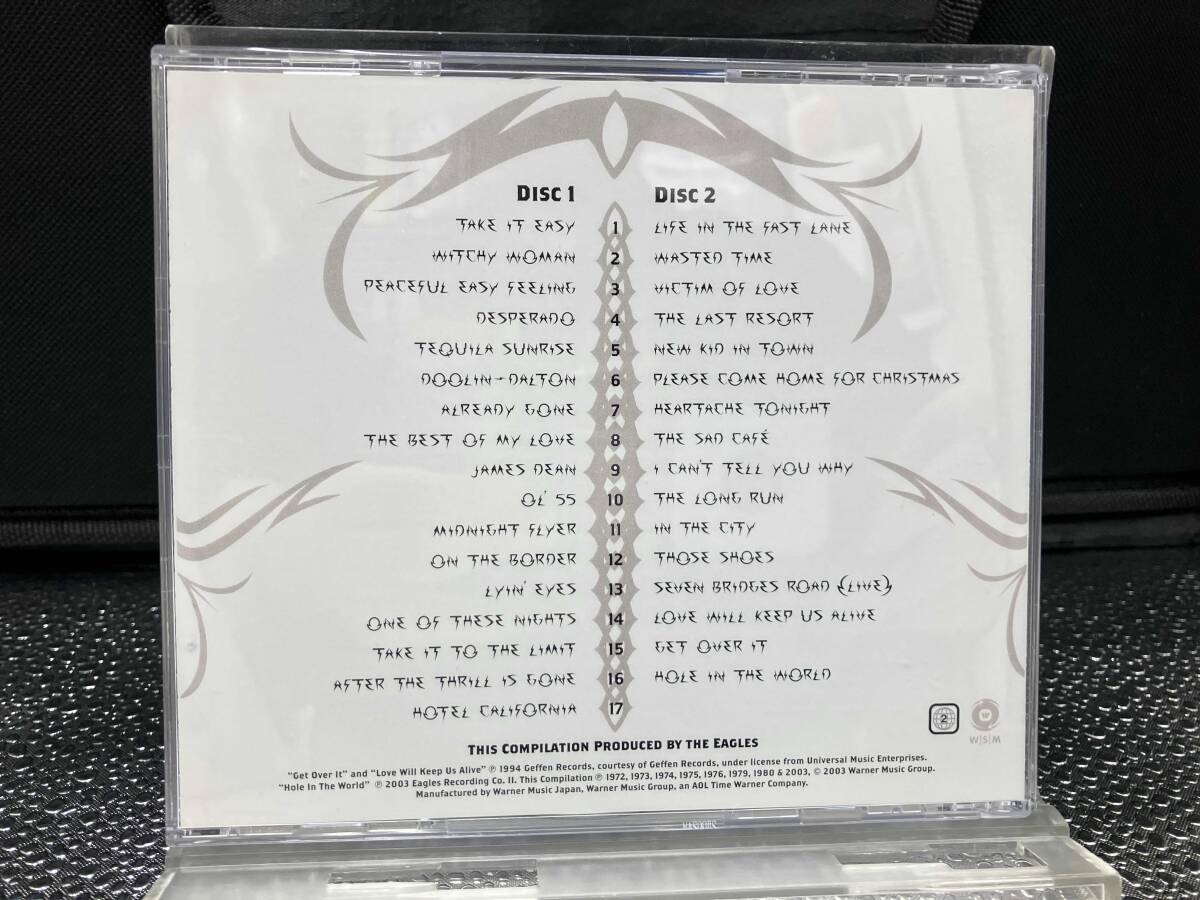 DISC 1
TAKE IT EASY
WITCHY WOMAN
PEACEFUL EASY FEELING
DESPERADO
TEQUILA SUNRISE
DOOLIN-DALTON
ALREADY GONE
THE BEST OF MY LOVE
JAMES DEAN
OL' 55
MIDNIGHT FLYER
ON THE BORDER
LYIN' EYES
ONE OF THESE NIGHTS
TAKE IT TO THE LIMIT
AFTER THE THRILL IS GONE
HOTEL CALIFORNIA
1
2
3
4
5
6
7
8
9
10
11
12
13
14
15
16
17
DISC 2
LIFE IN THE FAST LANE
WASTED TIME
VICTIM OF LOVE
THE LAST RESORT
NEW KID IN TOWN
PLEASE COME HOME FOR CHRISTMAS
HEARTACHE TONIGHT
THE SAD CAFÉ
I CAN'T TELL YOU WHY
THE LONG RUN
IN THE CITY
THOSE SHOES
SEVEN BRIDGES ROAD (LIVE)
LOVE WILL KEEP US ALIVE
GET OVER IT
HOLE IN THE WORLD
2
W
W|S|M
THIS COMPILATION PRODUCED BY THE EAGLES
"Get Over It" and "Love Will Keep Us Alive" ℗ 1994 Geffen Records, courtesy of Geffen Records, under license from Universal Music Enterprises.
"Hole In The World" ℗ 2003 Eagles Recording Co. II. This Compilation ℗ 1972, 1973, 1974, 1975, 1976, 1979, 1980 & 2003, © 2003 Warner Music Group.
Manufactured by Warner Music Japan, Warner Music Group, an AOL Time Warner Company.